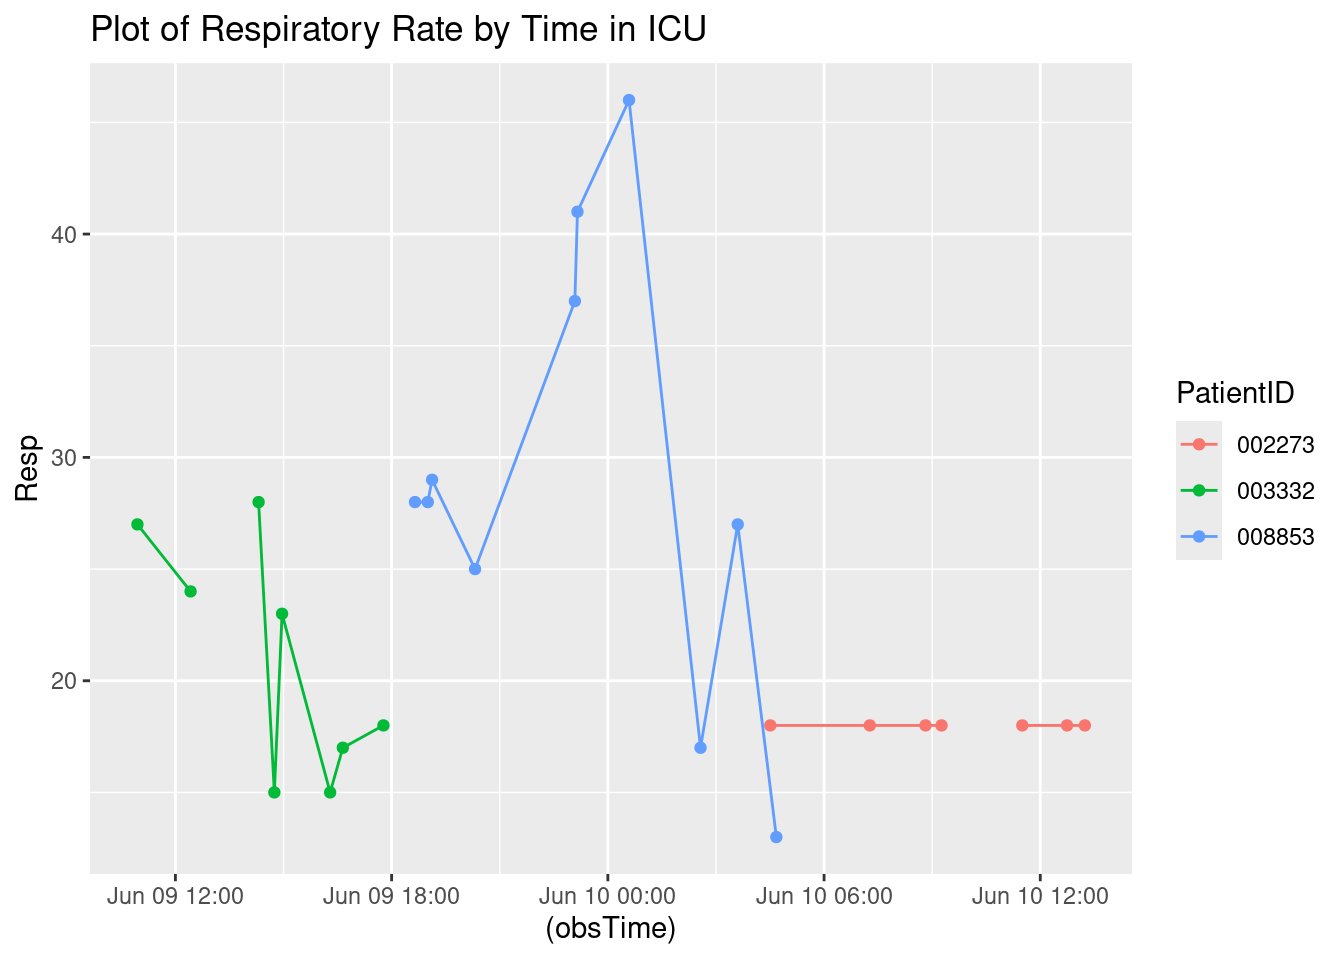 Plot of Respiratory Rate by Time in ICU
Resp
40
30
20
Jun 09 12:00 Jun 09 18:00 Jun 10 00:00 Jun 10 06:00 Jun 10 12:00
(obsTime)
PatientID
002273
003332
008853